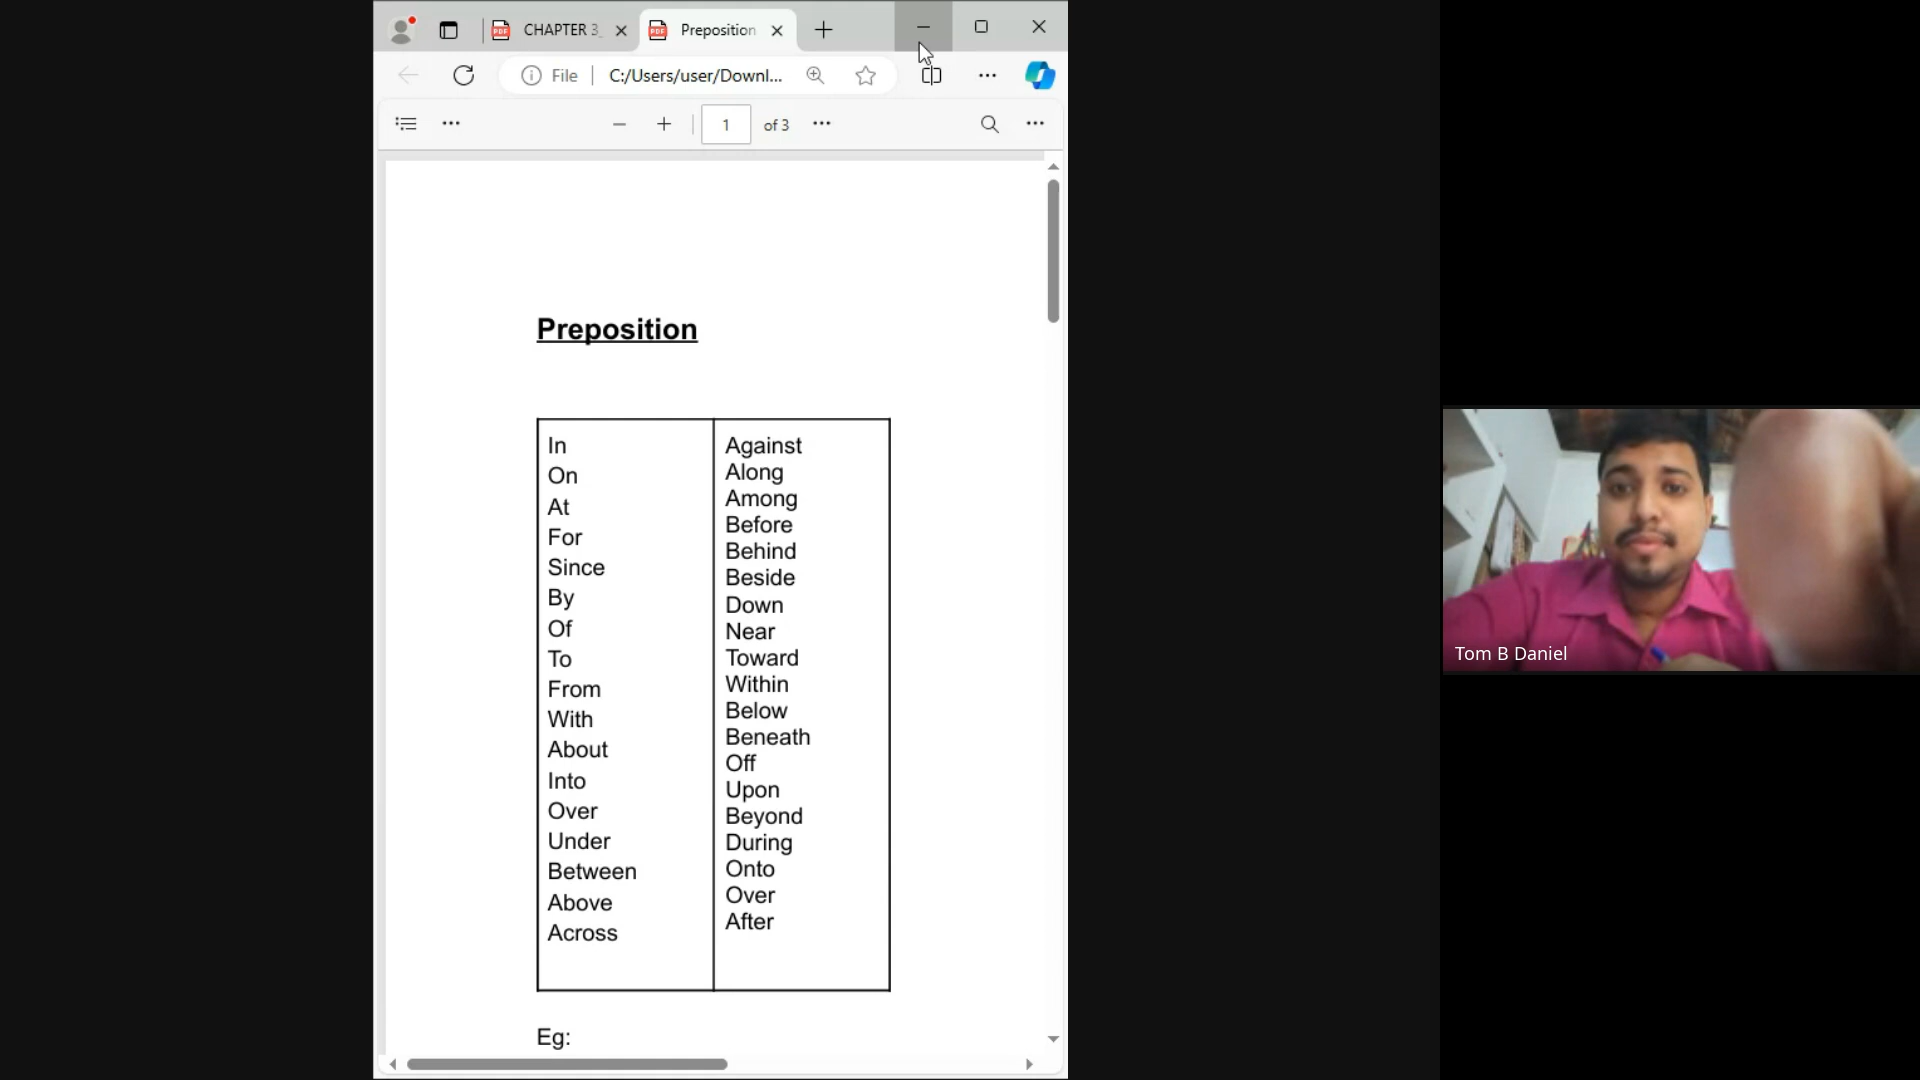 CHAPTER 3
Preposition
File
C:/Users/user/Downl...
1 of 3
Preposition
In
On
At
For
Since
By
Of
To
From
With
About
Into
Over
Under
Between
Above
Across
Against
Along
Among
Before
Behind
Beside
Down
Near
Toward
Within
Below
Beneath
Off
Upon
Beyond
During
Onto
Over
After
Eg:
Tom B Daniel